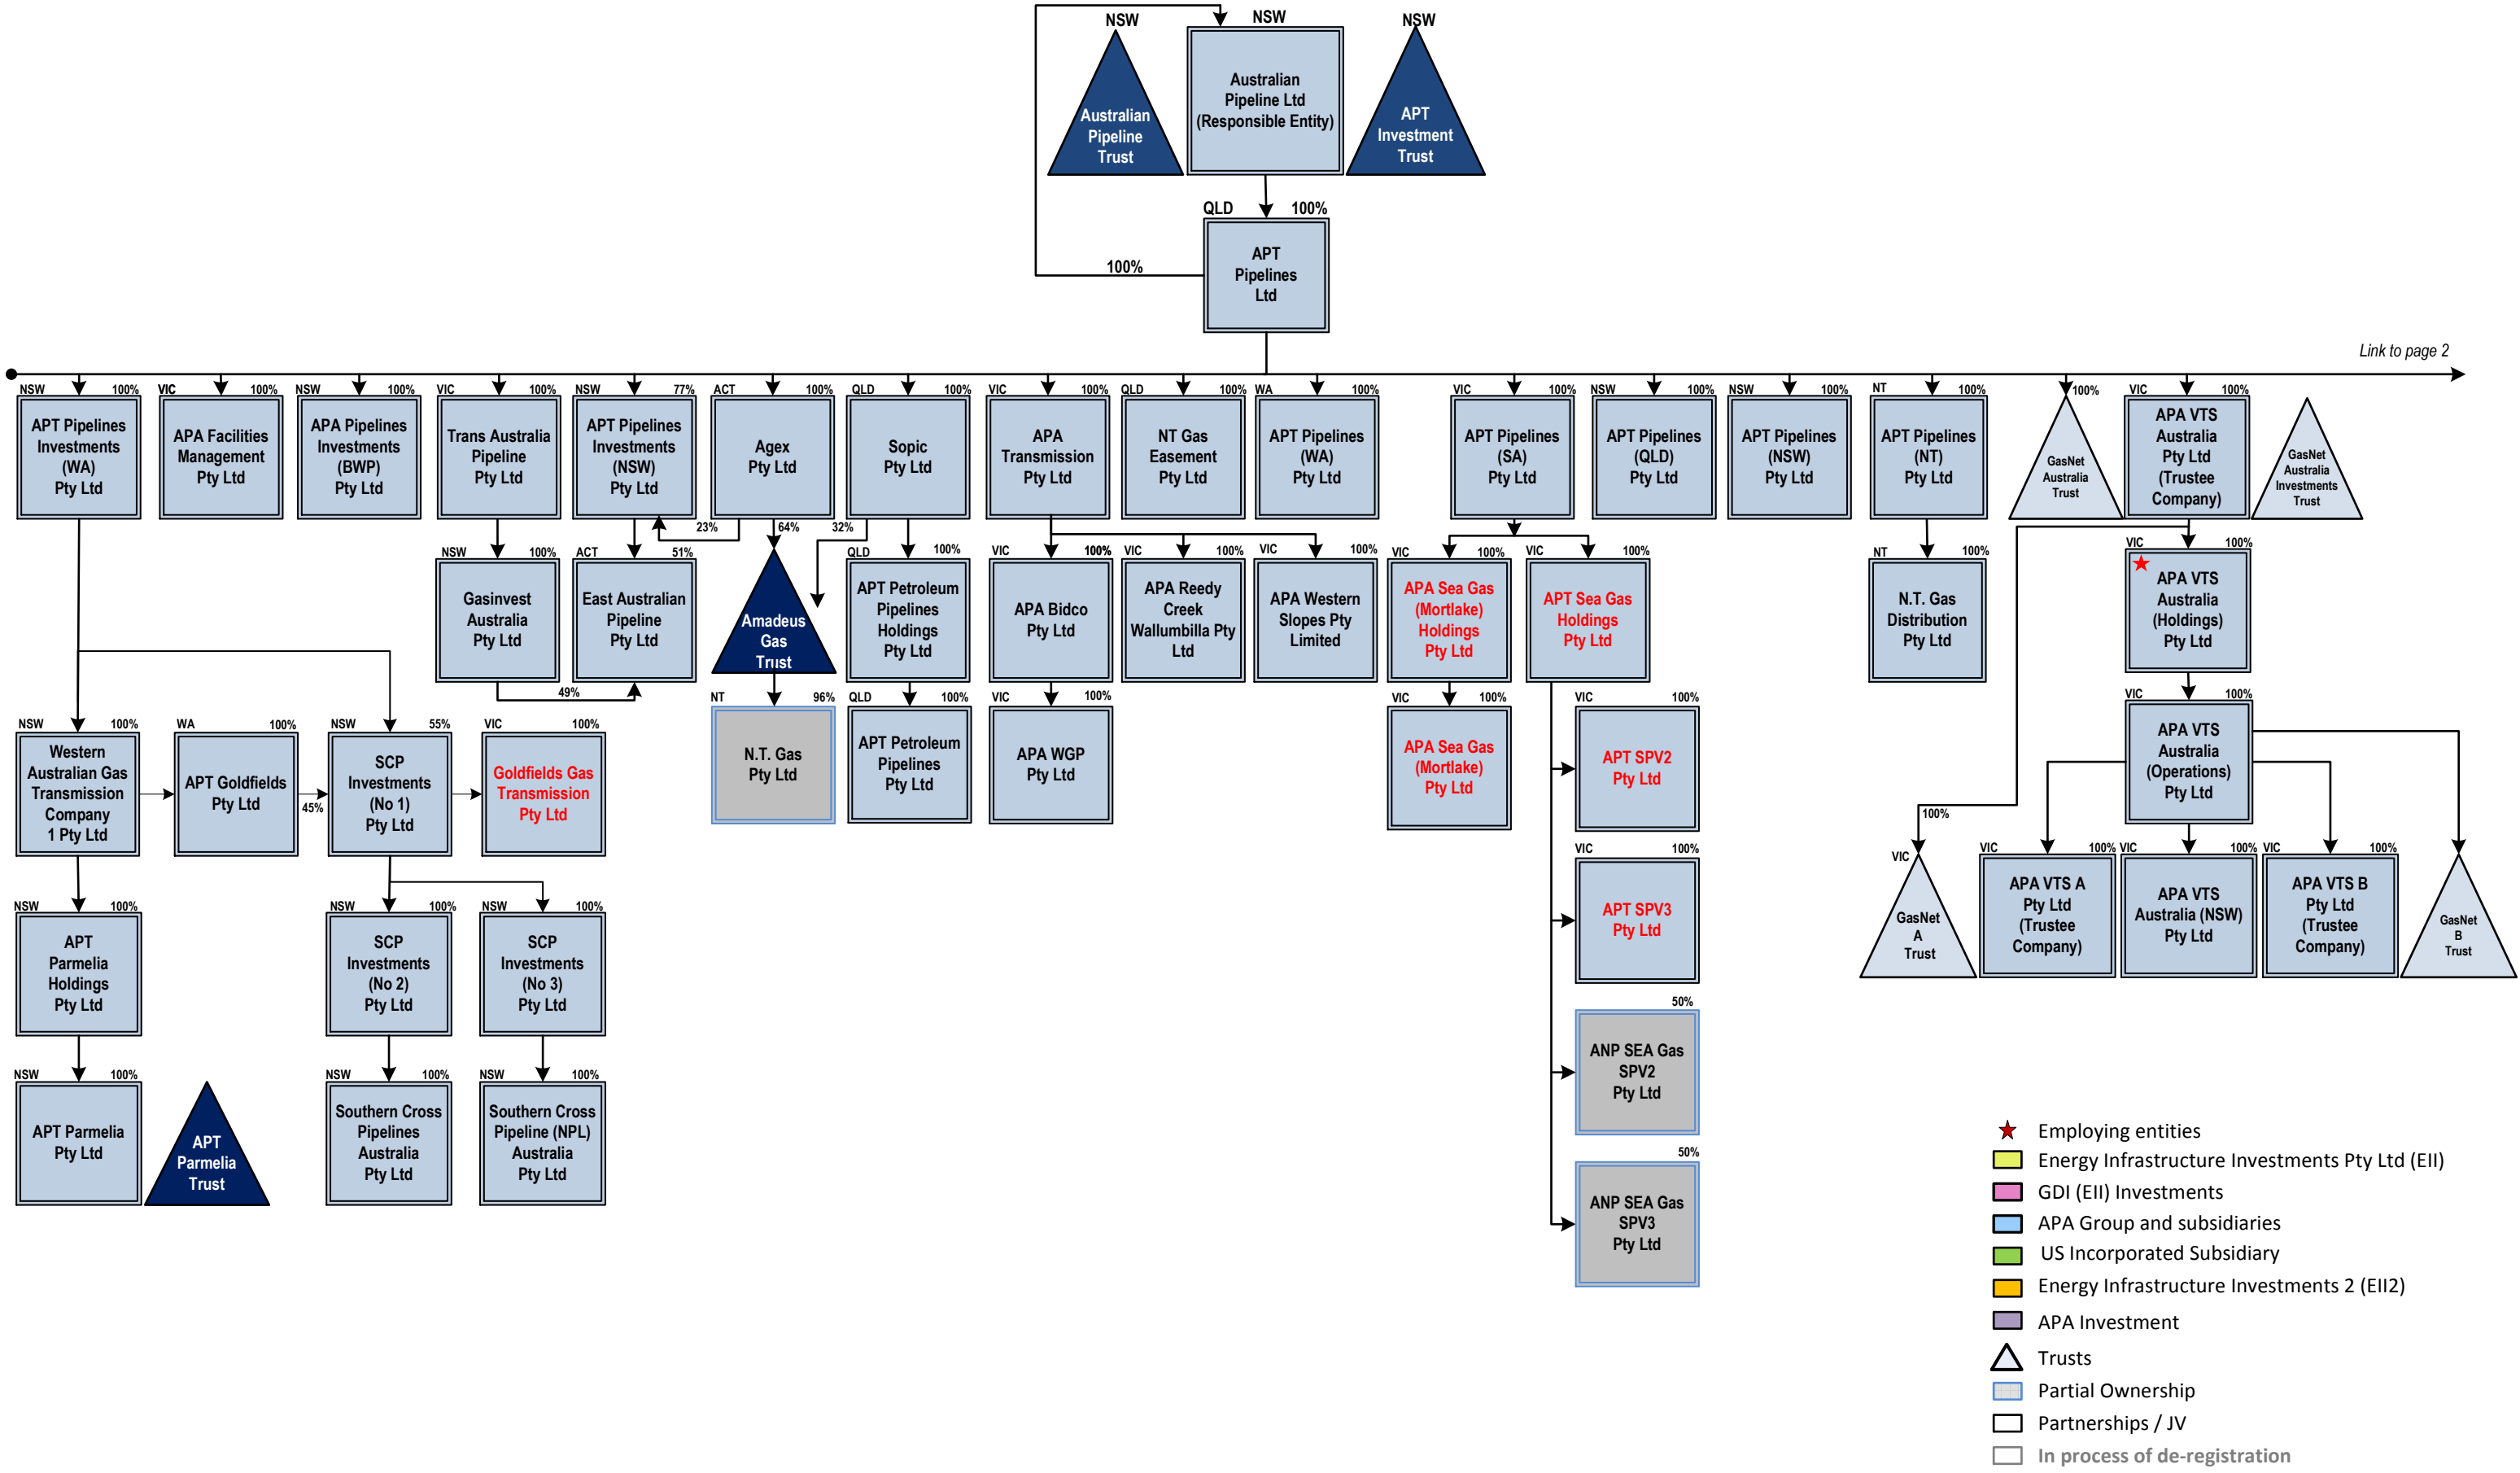 NSW
NSW
NSW
Australian
Pipeline
Trust
Australian
Pipeline Ltd
(Responsible Entity)
APT
Investment
Trust
QLD 100%
APT
Pipelines
Ltd
100%
Link to page 2
NSW 100%
APT Pipelines
Investments
(WA)
Pty Ltd
VIC 100%
APA Facilities
Management
Pty Ltd
NSW 100%
APA Pipelines
Investments
(BWP)
Pty Ltd
VIC 100%
Trans Australia
Pipeline
Pty Ltd
NSW 77%
APT Pipelines
Investments
(NSW)
Pty Ltd
ACT 100%
Agex
Pty Ltd
QLD 100%
Sopic
Pty Ltd
VIC 100%
APA
Transmission
Pty Ltd
QLD 100%
NT Gas
Easement
Pty Ltd
WA 100%
APT Pipelines
(WA)
Pty Ltd
VIC 100%
APT Pipelines
(SA)
Pty Ltd
NSW 100%
APT Pipelines
(QLD)
Pty Ltd
NSW 100%
APT Pipelines
(NSW)
Pty Ltd
NT 100%
APT Pipelines
(NT)
Pty Ltd
100%
GasNet
Australia
Trust
VIC 100%
APA VTS
Australia
Pty Ltd
(Trustee
Company)
GasNet
Australia
Investments
Trust
23%
64%
32%
NSW 100%
Gasinvest
Australia
Pty Ltd
ACT 51%
East Australian
Pipeline
Pty Ltd
49%
Amadeus
Gas
Trust
QLD 100%
APT Petroleum
Pipelines
Holdings
Pty Ltd
VIC 100%
APA Bidco
Pty Ltd
VIC 100%
APA Reedy
Creek
Wallumbilla Pty
Ltd
VIC 100%
APA Western
Slopes Pty
Limited
VIC 100%
APA Sea Gas
(Mortlake)
Holdings
Pty Ltd
VIC 100%
APT Sea Gas
Holdings
Pty Ltd
NT 100%
N.T. Gas
Distribution
Pty Ltd
VIC 100%
APA VTS
Australia
(Holdings)
Pty Ltd
NSW 100%
Western
Australian Gas
Transmission
Company
1 Pty Ltd
WA 100%
APT Goldfields
Pty Ltd
45%
NSW 55%
SCP
Investments
(No 1)
Pty Ltd
VIC 100%
Goldfields Gas
Transmission
Pty Ltd
NT 96%
N.T. Gas
Pty Ltd
QLD 100%
APT Petroleum
Pipelines
Pty Ltd
VIC 100%
APA WGP
Pty Ltd
VIC 100%
APA Sea Gas
(Mortlake)
Pty Ltd
VIC 100%
APT SPV2
Pty Ltd
VIC 100%
APA VTS
Australia
(Operations)
Pty Ltd
100%
VIC
GasNet
A
Trust
VIC 100%
APA VTS A
Pty Ltd
(Trustee
Company)
VIC 100%
APA VTS
Australia (NSW)
Pty Ltd
VIC 100%
APA VTS B
Pty Ltd
(Trustee
Company)
GasNet
B
Trust
NSW 100%
APT
Parmelia
Holdings
Pty Ltd
NSW 100%
SCP
Investments
(No 2)
Pty Ltd
NSW 100%
SCP
Investments
(No 3)
Pty Ltd
VIC 100%
APT SPV3
Pty Ltd
50%
ANP SEA Gas
SPV2
Pty Ltd
NSW 100%
APT Parmelia
Pty Ltd
APT
Parmelia
Trust
NSW 100%
Southern Cross
Pipelines
Australia
Pty Ltd
NSW 100%
Southern Cross
Pipeline (NPL)
Australia
Pty Ltd
50%
ANP SEA Gas
SPV3
Pty Ltd
Employing entities
Energy Infrastructure Investments Pty Ltd (EII)
GDI (EII) Investments
APA Group and subsidiaries
US Incorporated Subsidiary
Energy Infrastructure Investments 2 (EII2)
APA Investment
Trusts
Partial Ownership
Partnerships / JV
In process of de-registration